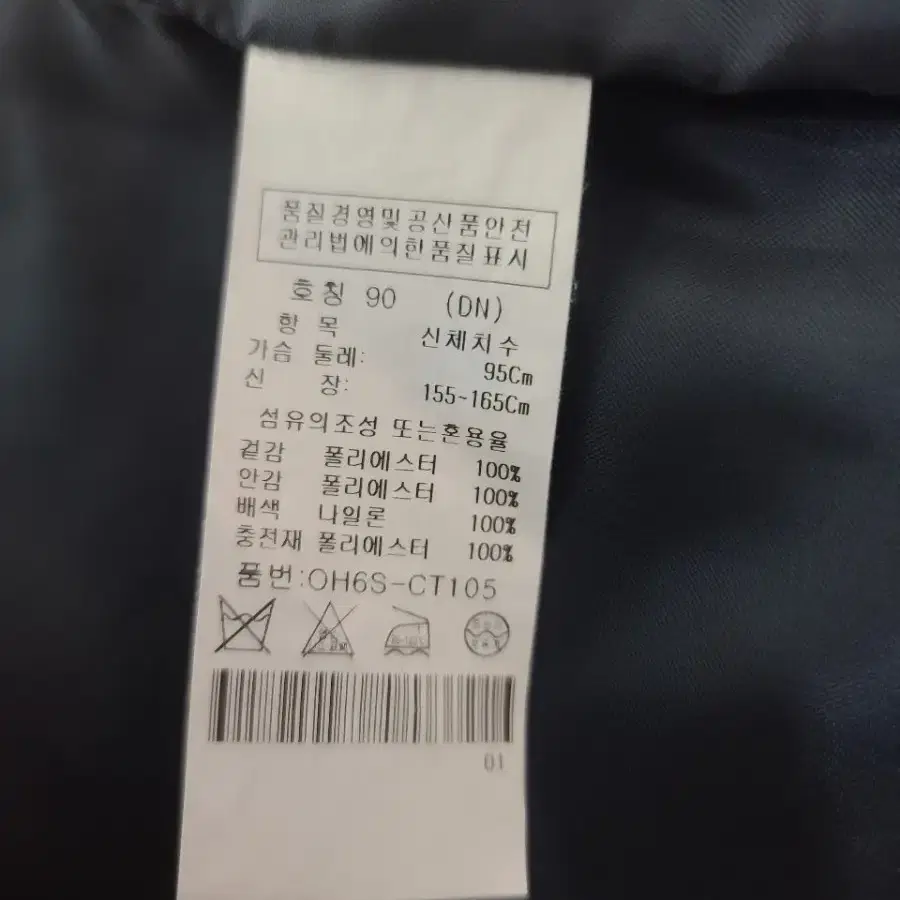 품질경영및공산품안전
관리법에의한품질표시
호칭 90 (DN)
항 목 신체치수
가슴 둘레: 95Cm
신 장: 155~165Cm
섬유의조성 또는혼용율
겉감 폴리에스터 100%
안감 폴리에스터 100%
배색 나일론 100%
충전재 폴리에스터 100%
품번:OH6S-CT105
01